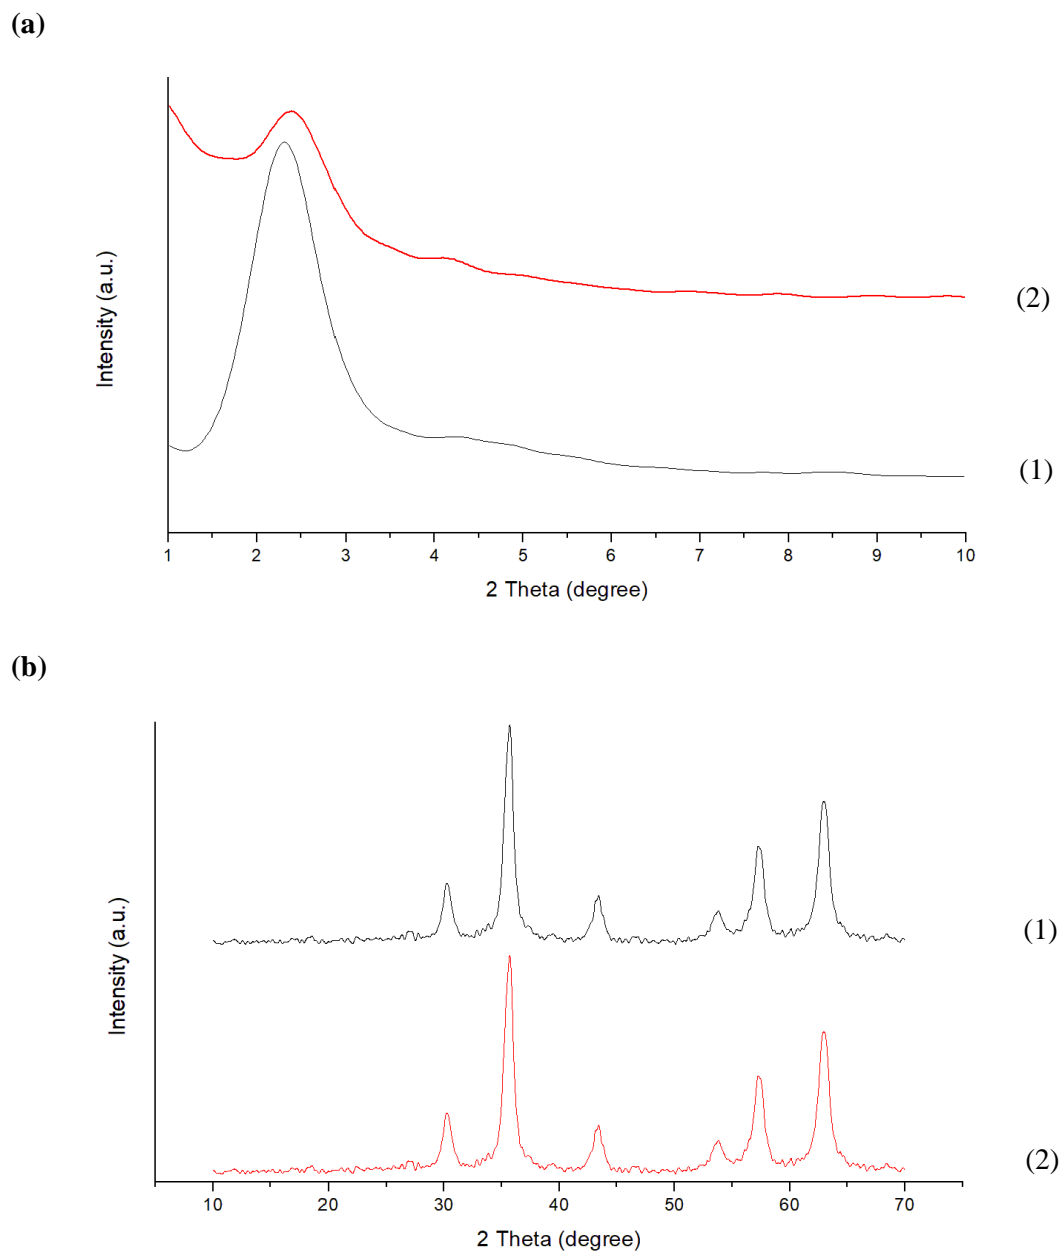 (a)
Intensity (a.u.)
(2)
(1)
1 2 3 4 5 6 7 8 9 10
2 Theta (degree)
(b)
Intensity (a.u.)
(1)
(2)
10 20 30 40 50 60 70
2 Theta (degree)